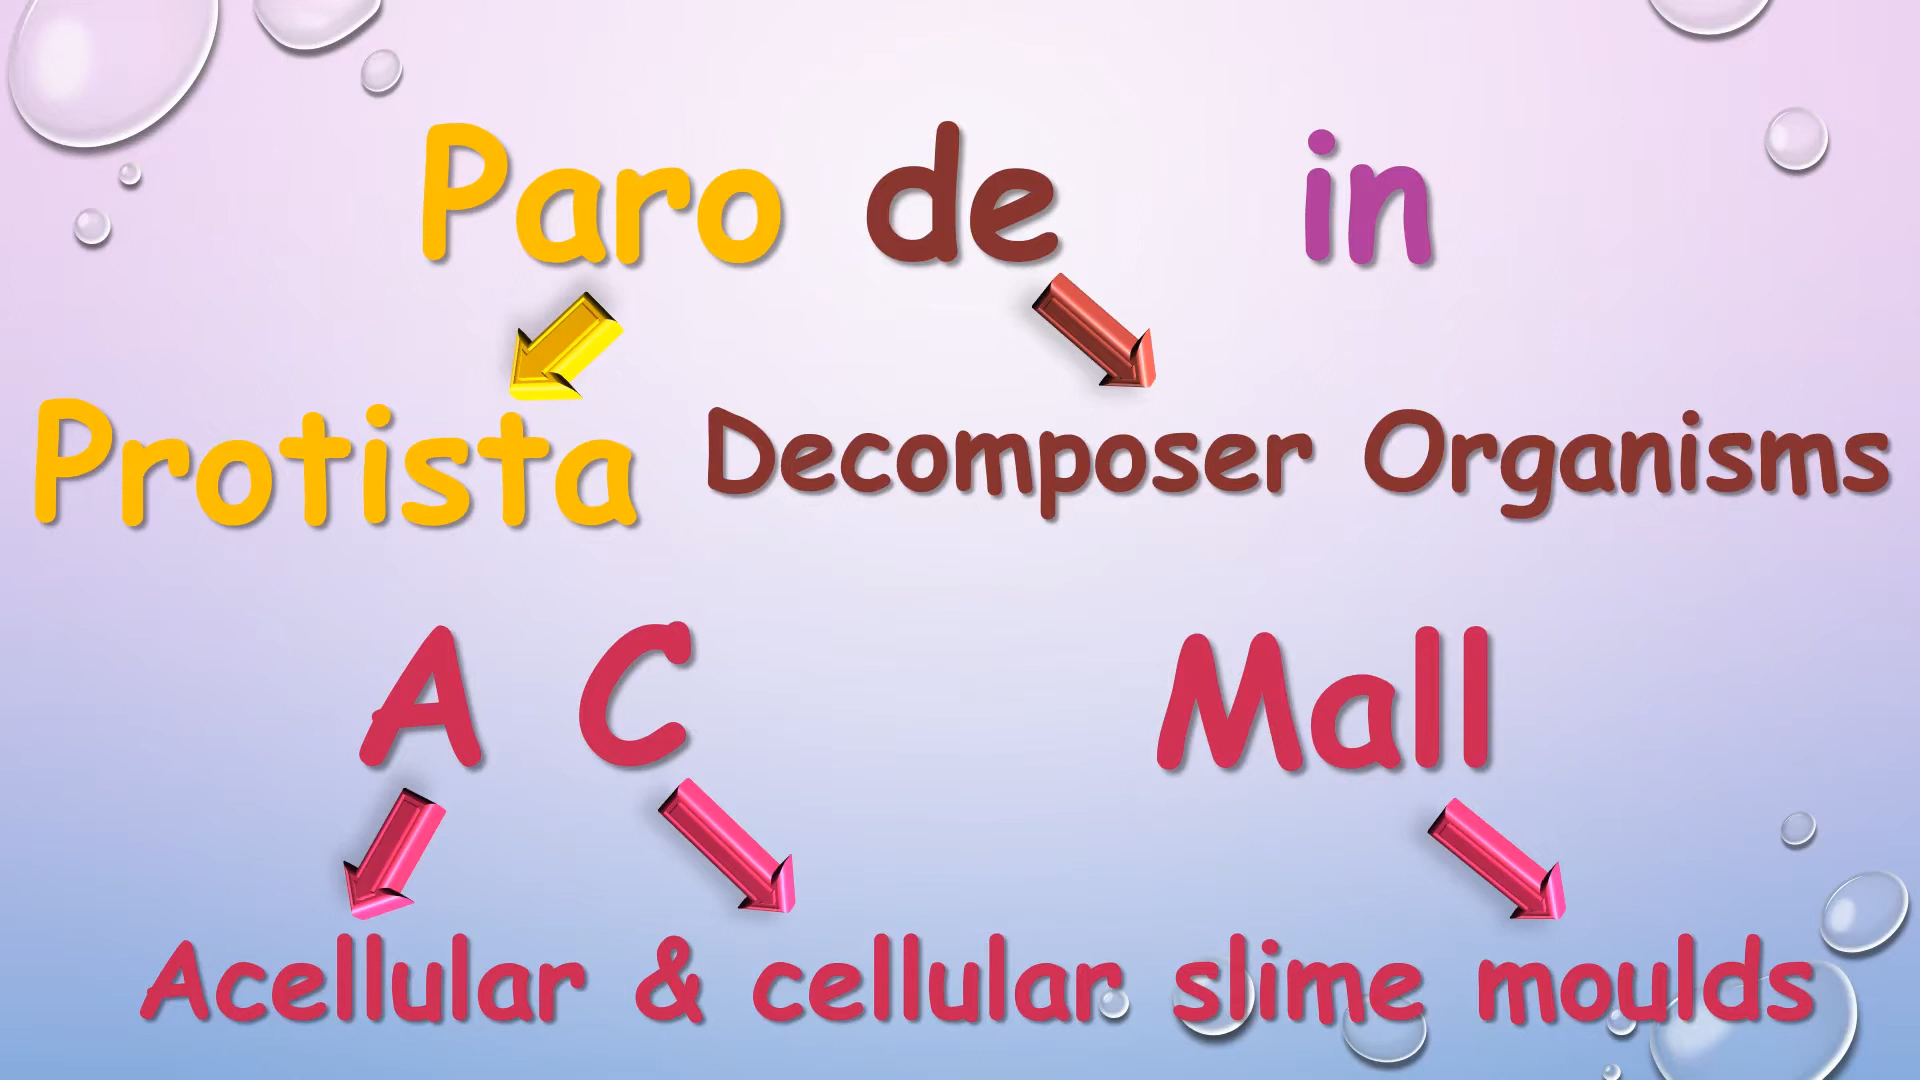 Paro de in
Protista Decomposer Organisms
A C Mall
Acellular & cellular slime moulds